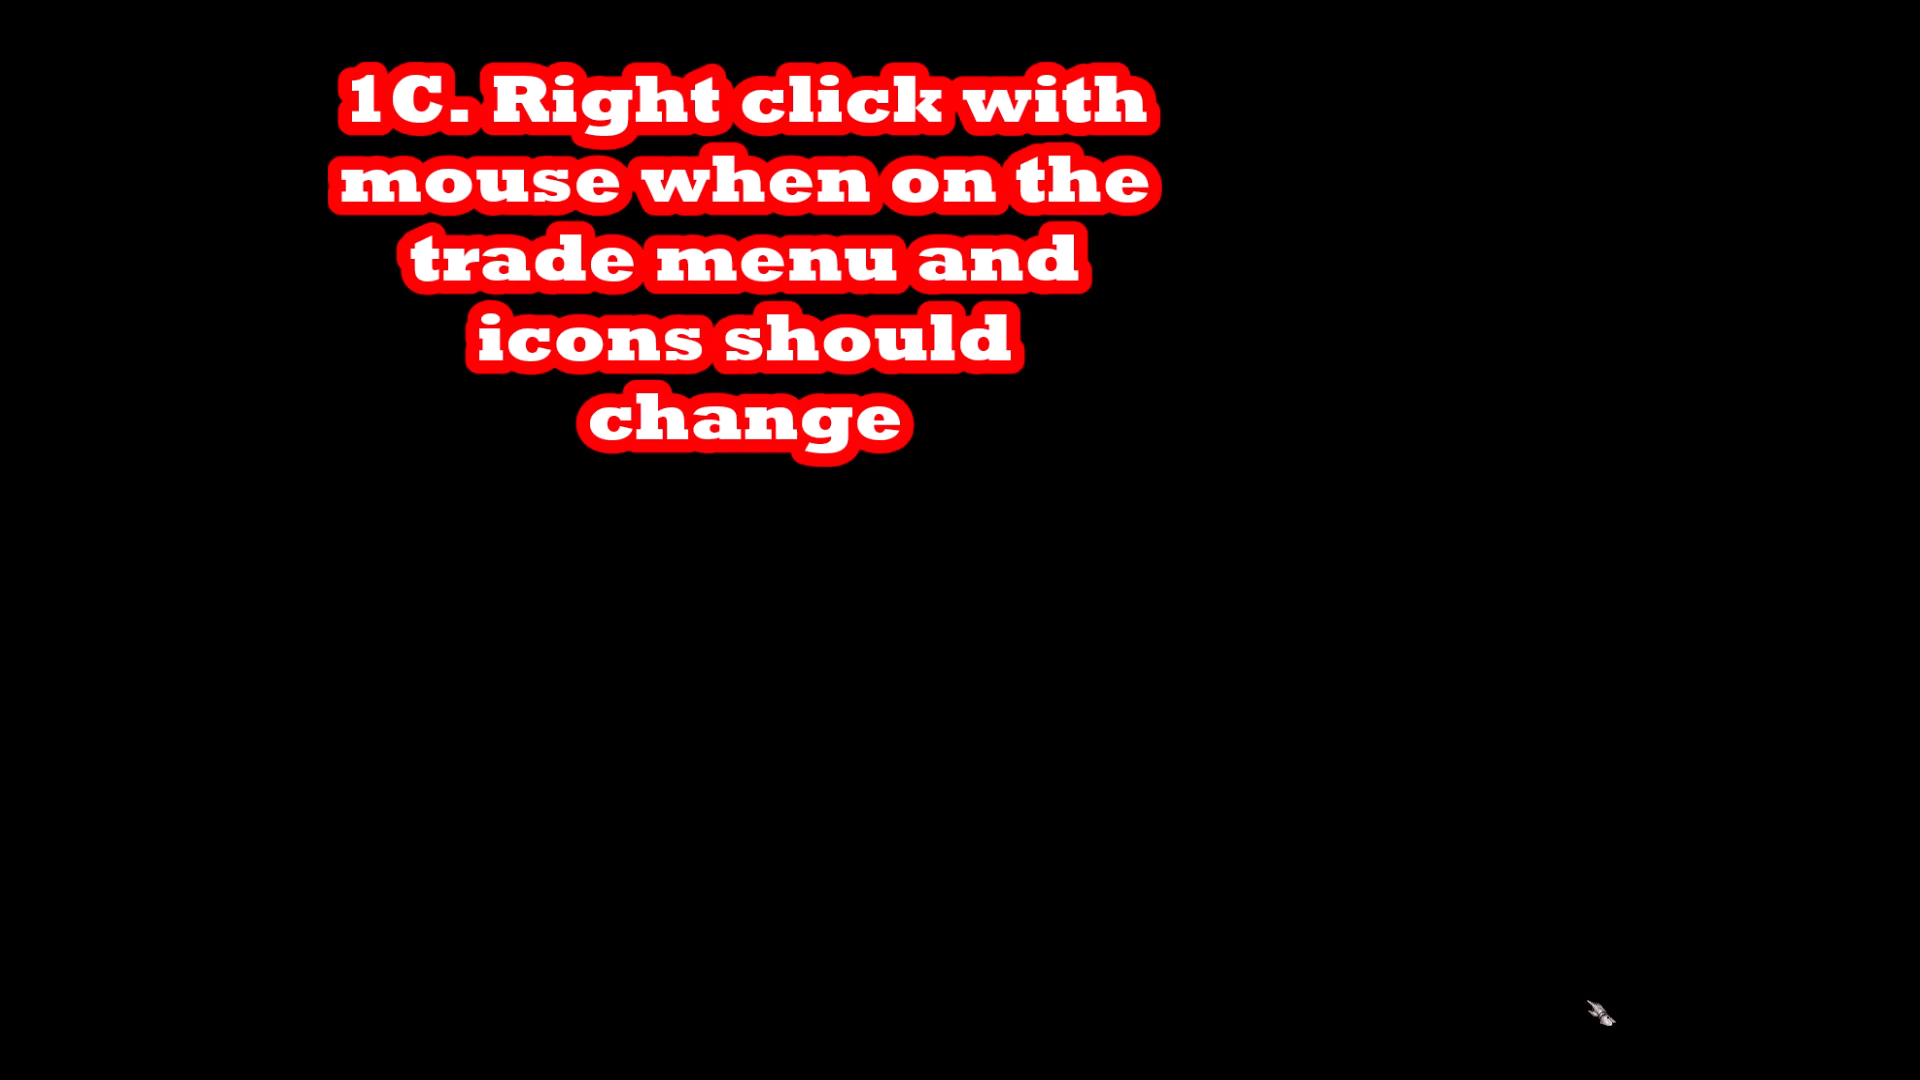 1C. Right click with
mouse when on the
trade menu and
icons should
change